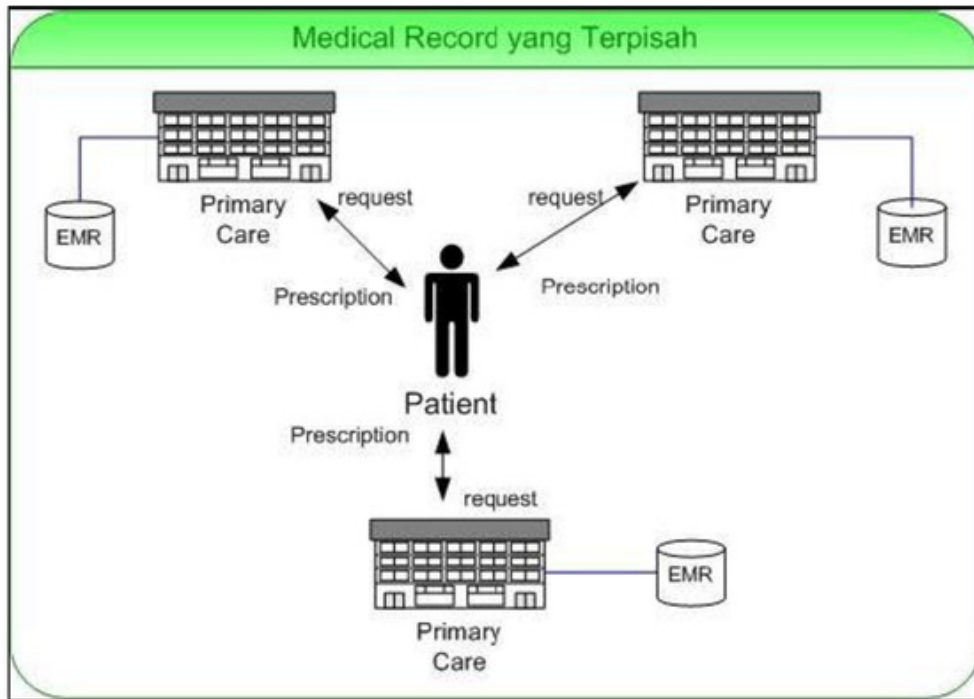 Medical Record yang Terpisah
Primary
Care
EMR
request
Prescription
request
Prescription
Primary
Care
EMR
Patient
Prescription
request
Primary
Care
EMR